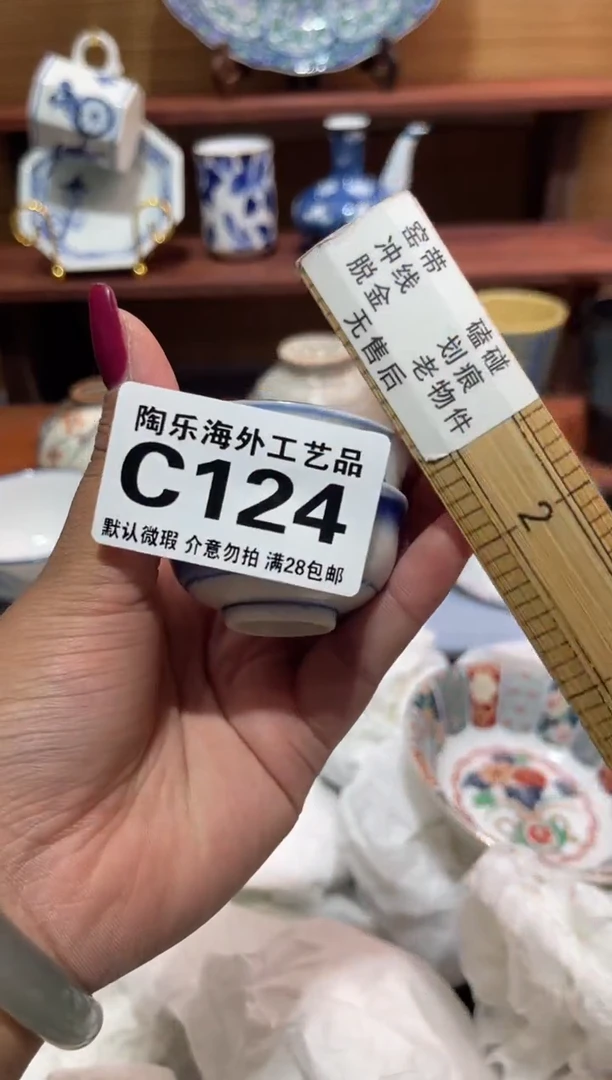 陶乐海外工艺品
C124
默认微瑕 介意勿拍 满28包邮
窑带 磕碰
冲线 划痕
脱金 老物件
无售后
2